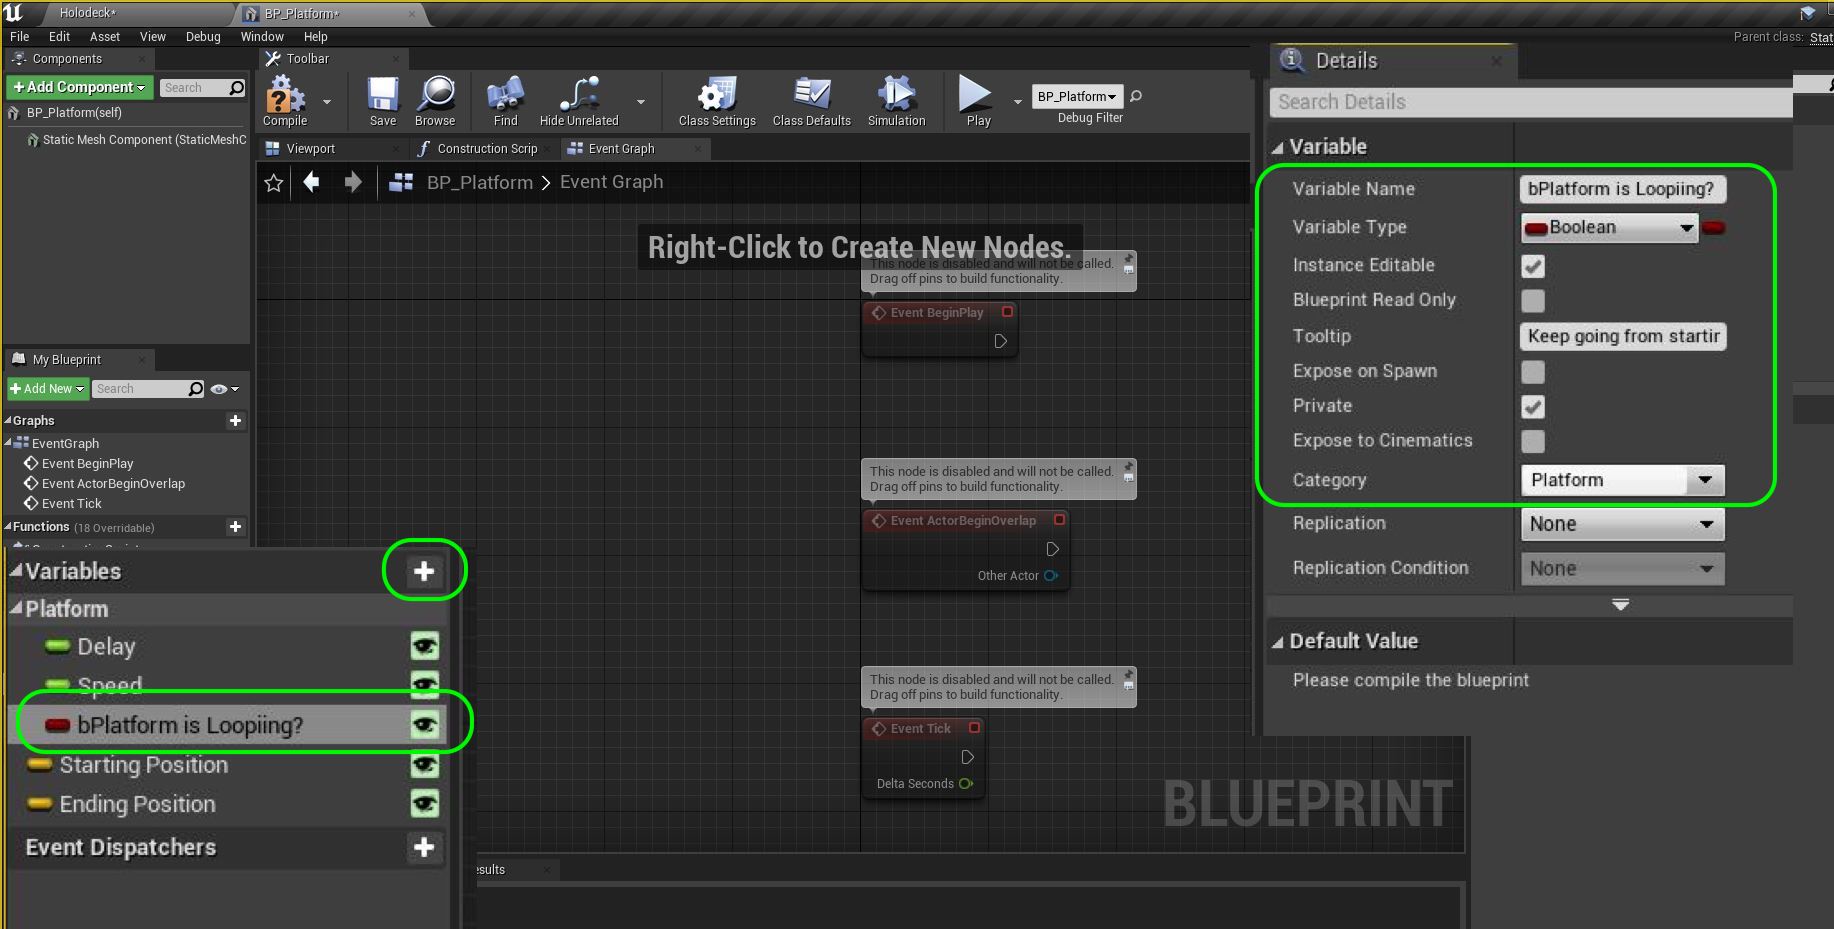 Holodeck*
BP_Platform*
File Edit Asset View Debug Window Help
Parent class: Stat
Components
Toolbar
+Add Component
Search
BP_Platform(self)
Static Mesh Component (StaticMeshC
Compile
Save
Browse
Find
Hide Unrelated
Class Settings
Class Defaults
Simulation
Play
BP_Platform
Debug Filter
Viewport
Construction Scrip
Event Graph
BP_Platform > Event Graph
Right-Click to Create New Nodes.
This node is disabled and will not be called.
Drag off pins to build functionality.
Event BeginPlay
This node is disabled and will not be called.
Drag off pins to build functionality.
Event ActorBeginOverlap
Other Actor
This node is disabled and will not be called.
Drag off pins to build functionality.
Event Tick
Delta Seconds
BLUEPRINT
esults
My Blueprint
+Add New
Search
Graphs
EventGraph
Event BeginPlay
Event ActorBeginOverlap
Event Tick
Functions (18 Overridable)
Variables
Platform
Delay
Speed
bPlatform is Loopiing?
Starting Position
Ending Position
Event Dispatchers
Details
Search Details
Variable
Variable Name bPlatform is Loopiing?
Variable Type Boolean
Instance Editable
Blueprint Read Only
Tooltip Keep going from startir
Expose on Spawn
Private
Expose to Cinematics
Category Platform
Replication None
Replication Condition None
Default Value
Please compile the blueprint